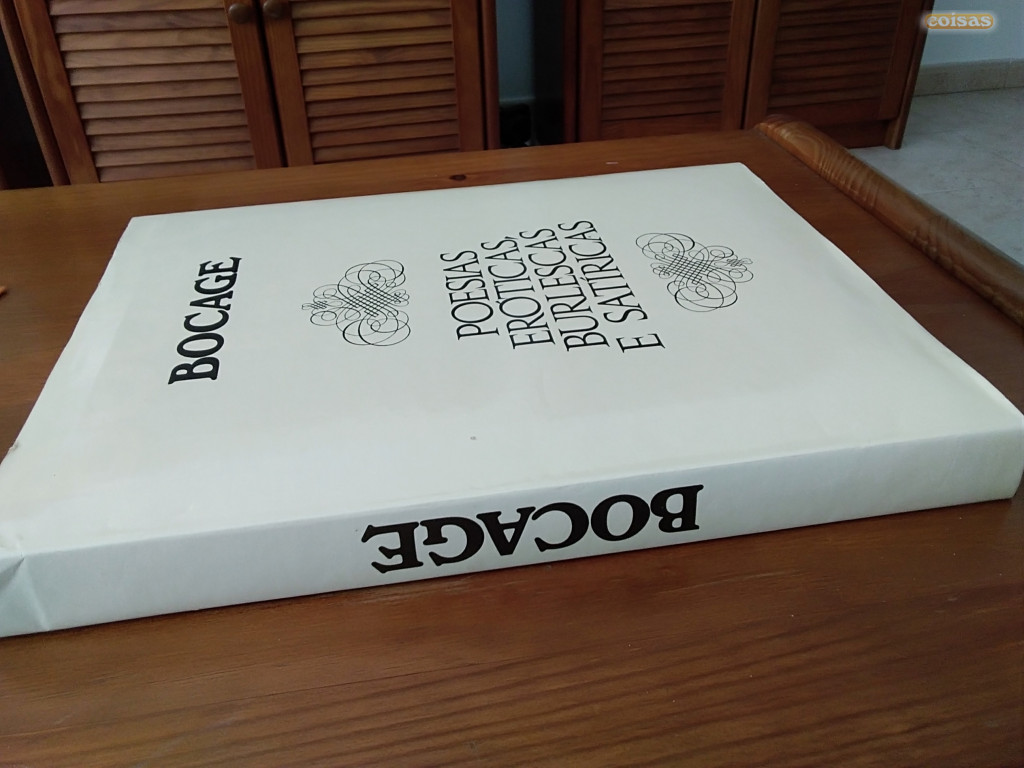 BOCAGE
POESIAS
ERÓTICAS,
BURLESCAS
E SATÍRICAS
BOCAGE
coisas